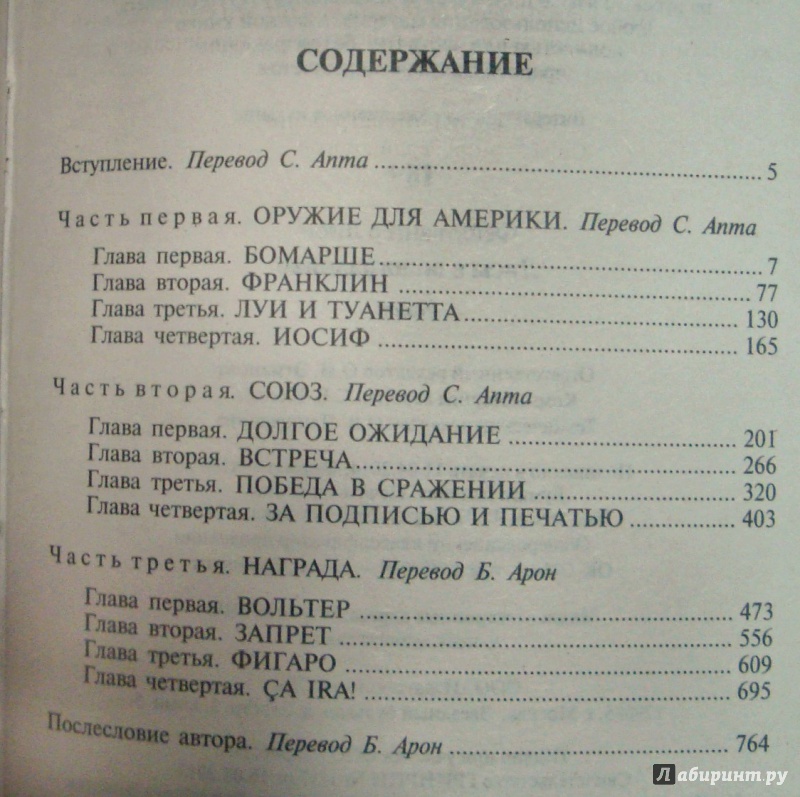 СОДЕРЖАНИЕ
Вступление. Перевод С. Апта ..... 5
Часть первая. ОРУЖИЕ ДЛЯ АМЕРИКИ. Перевод С. Апта
Глава первая. БОМАРШЕ ..... 7
Глава вторая. ФРАНКЛИН ..... 77
Глава третья. ЛУИ И ТУАНЕТТА ..... 130
Глава четвертая. ИОСИФ ..... 165
Часть вторая. СОЮЗ. Перевод С. Апта
Глава первая. ДОЛГОЕ ОЖИДАНИЕ ..... 201
Глава вторая. ВСТРЕЧА ..... 266
Глава третья. ПОБЕДА В СРАЖЕНИИ ..... 320
Глава четвертая. ЗА ПОДПИСЬЮ И ПЕЧАТЬЮ ..... 403
Часть третья. НАГРАДА. Перевод Б. Арон
Глава первая. ВОЛЬТЕР ..... 473
Глава вторая. ЗАПРЕТ ..... 556
Глава третья. ФИГАРО ..... 609
Глава четвертая. ÇA IRA! ..... 695
Послесловие автора. Перевод Б. Арон ..... 764
Лабиринт.ру